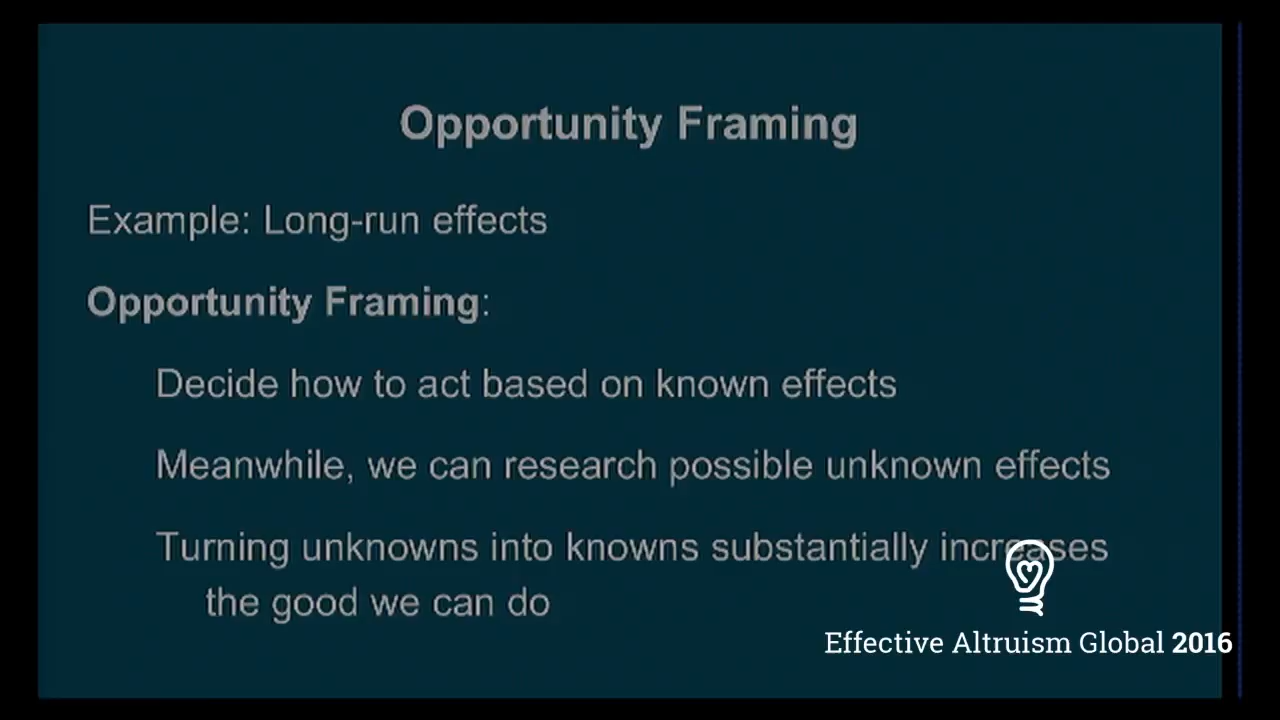 Opportunity Framing
Example: Long-run effects
Opportunity Framing:
Decide how to act based on known effects
Meanwhile, we can research possible unknown effects
Turning unknowns into knowns substantially increases
the good we can do
Effective Altruism Global 2016